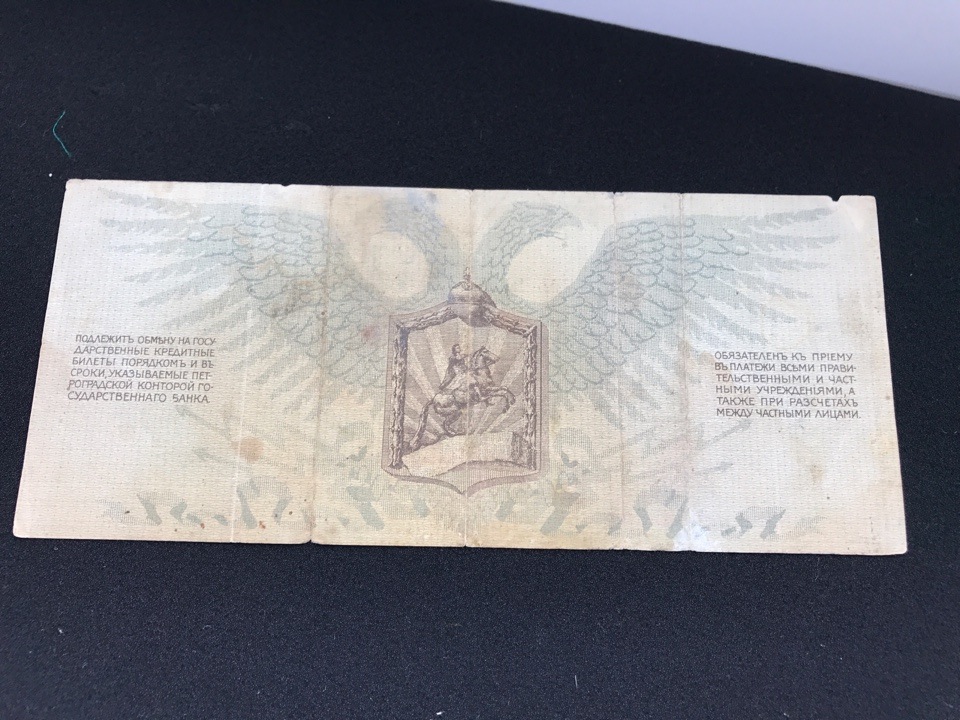 ПОДЛЕЖИТЪ ОБМѢНУ НА ГОСУ-
ДАРСТВЕННЫЕ КРЕДИТНЫЕ
БИЛЕТЫ ПОРЯДКОМЪ И ВЪ
СРОКИ, УКАЗЫВАЕМЫЕ ПЕТ-
РОГРАДСКОЙ КОНТОРОЙ ГО-
СУДАРСТВЕННАГО БАНКА.
ОБЯЗАТЕЛЕНЪ КЪ ПРІЕМУ
ВЪ ПЛАТЕЖИ ВСѢМИ ПРАВИ-
ТЕЛЬСТВЕННЫМИ И ЧАСТ-
НЫМИ УЧРЕЖДЕНІЯМИ, А
ТАКЖЕ ПРИ РАЗСЧЕТАХЪ
МЕЖДУ ЧАСТНЫМИ ЛИЦАМИ.